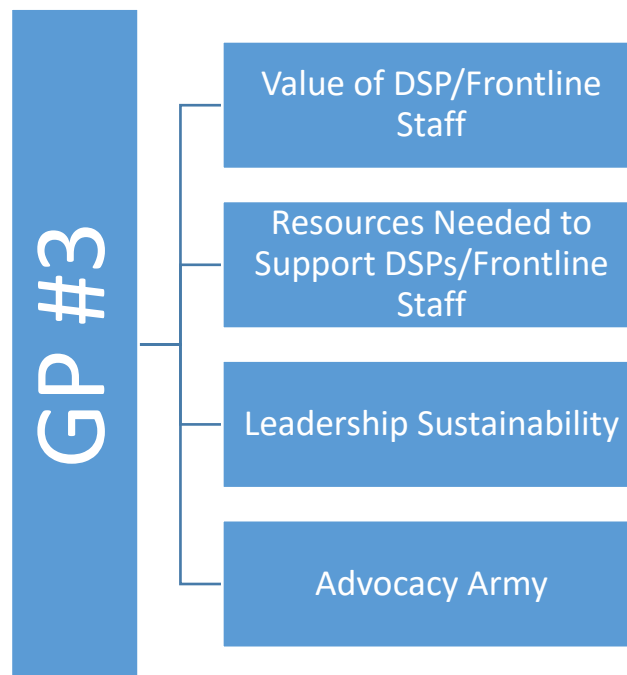 GP #3
Value of DSP/Frontline
Staff
Resources Needed to
Support DSPs/Frontline
Staff
Leadership Sustainability
Advocacy Army